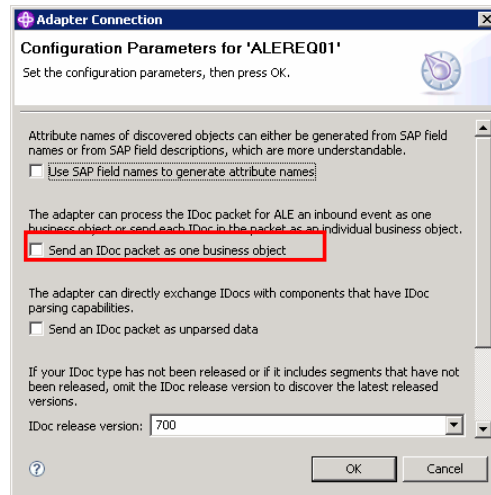 Adapter Connection
Configuration Parameters for 'ALEREQ01'
Set the configuration parameters, then press OK.
Attribute names of discovered objects can either be generated from SAP field
names or from SAP field descriptions, which are more understandable.
Use SAP field names to generate attribute names
The adapter can process the IDoc packet for ALE an inbound event as one
business object or send each IDoc in the packet as an individual business object.
Send an IDoc packet as one business object
The adapter can directly exchange IDocs with components that have IDoc
parsing capabilities.
Send an IDoc packet as unparsed data
If your IDoc type has not been released or if it includes segments that have not
been released, omit the IDoc release version to discover the latest released
versions.
IDoc release version: 700
OK Cancel